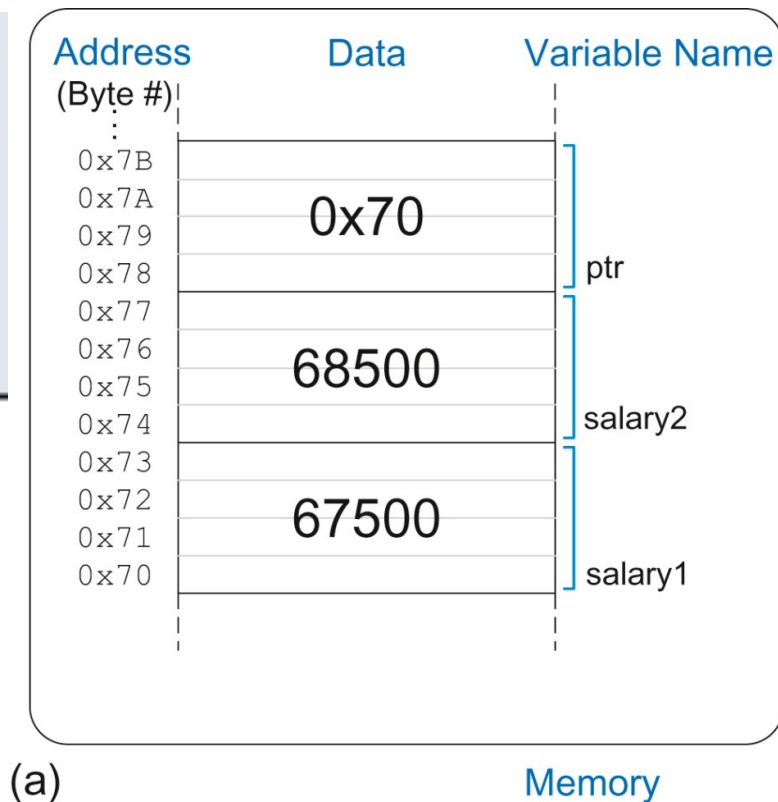 Address Data Variable Name
(Byte #)
⋮
0x7B
0x7A
0x79 0x70
0x78 ptr
0x77
0x76
0x75 68500
0x74 salary2
0x73
0x72
0x71 67500
0x70 salary1
(a) Memory